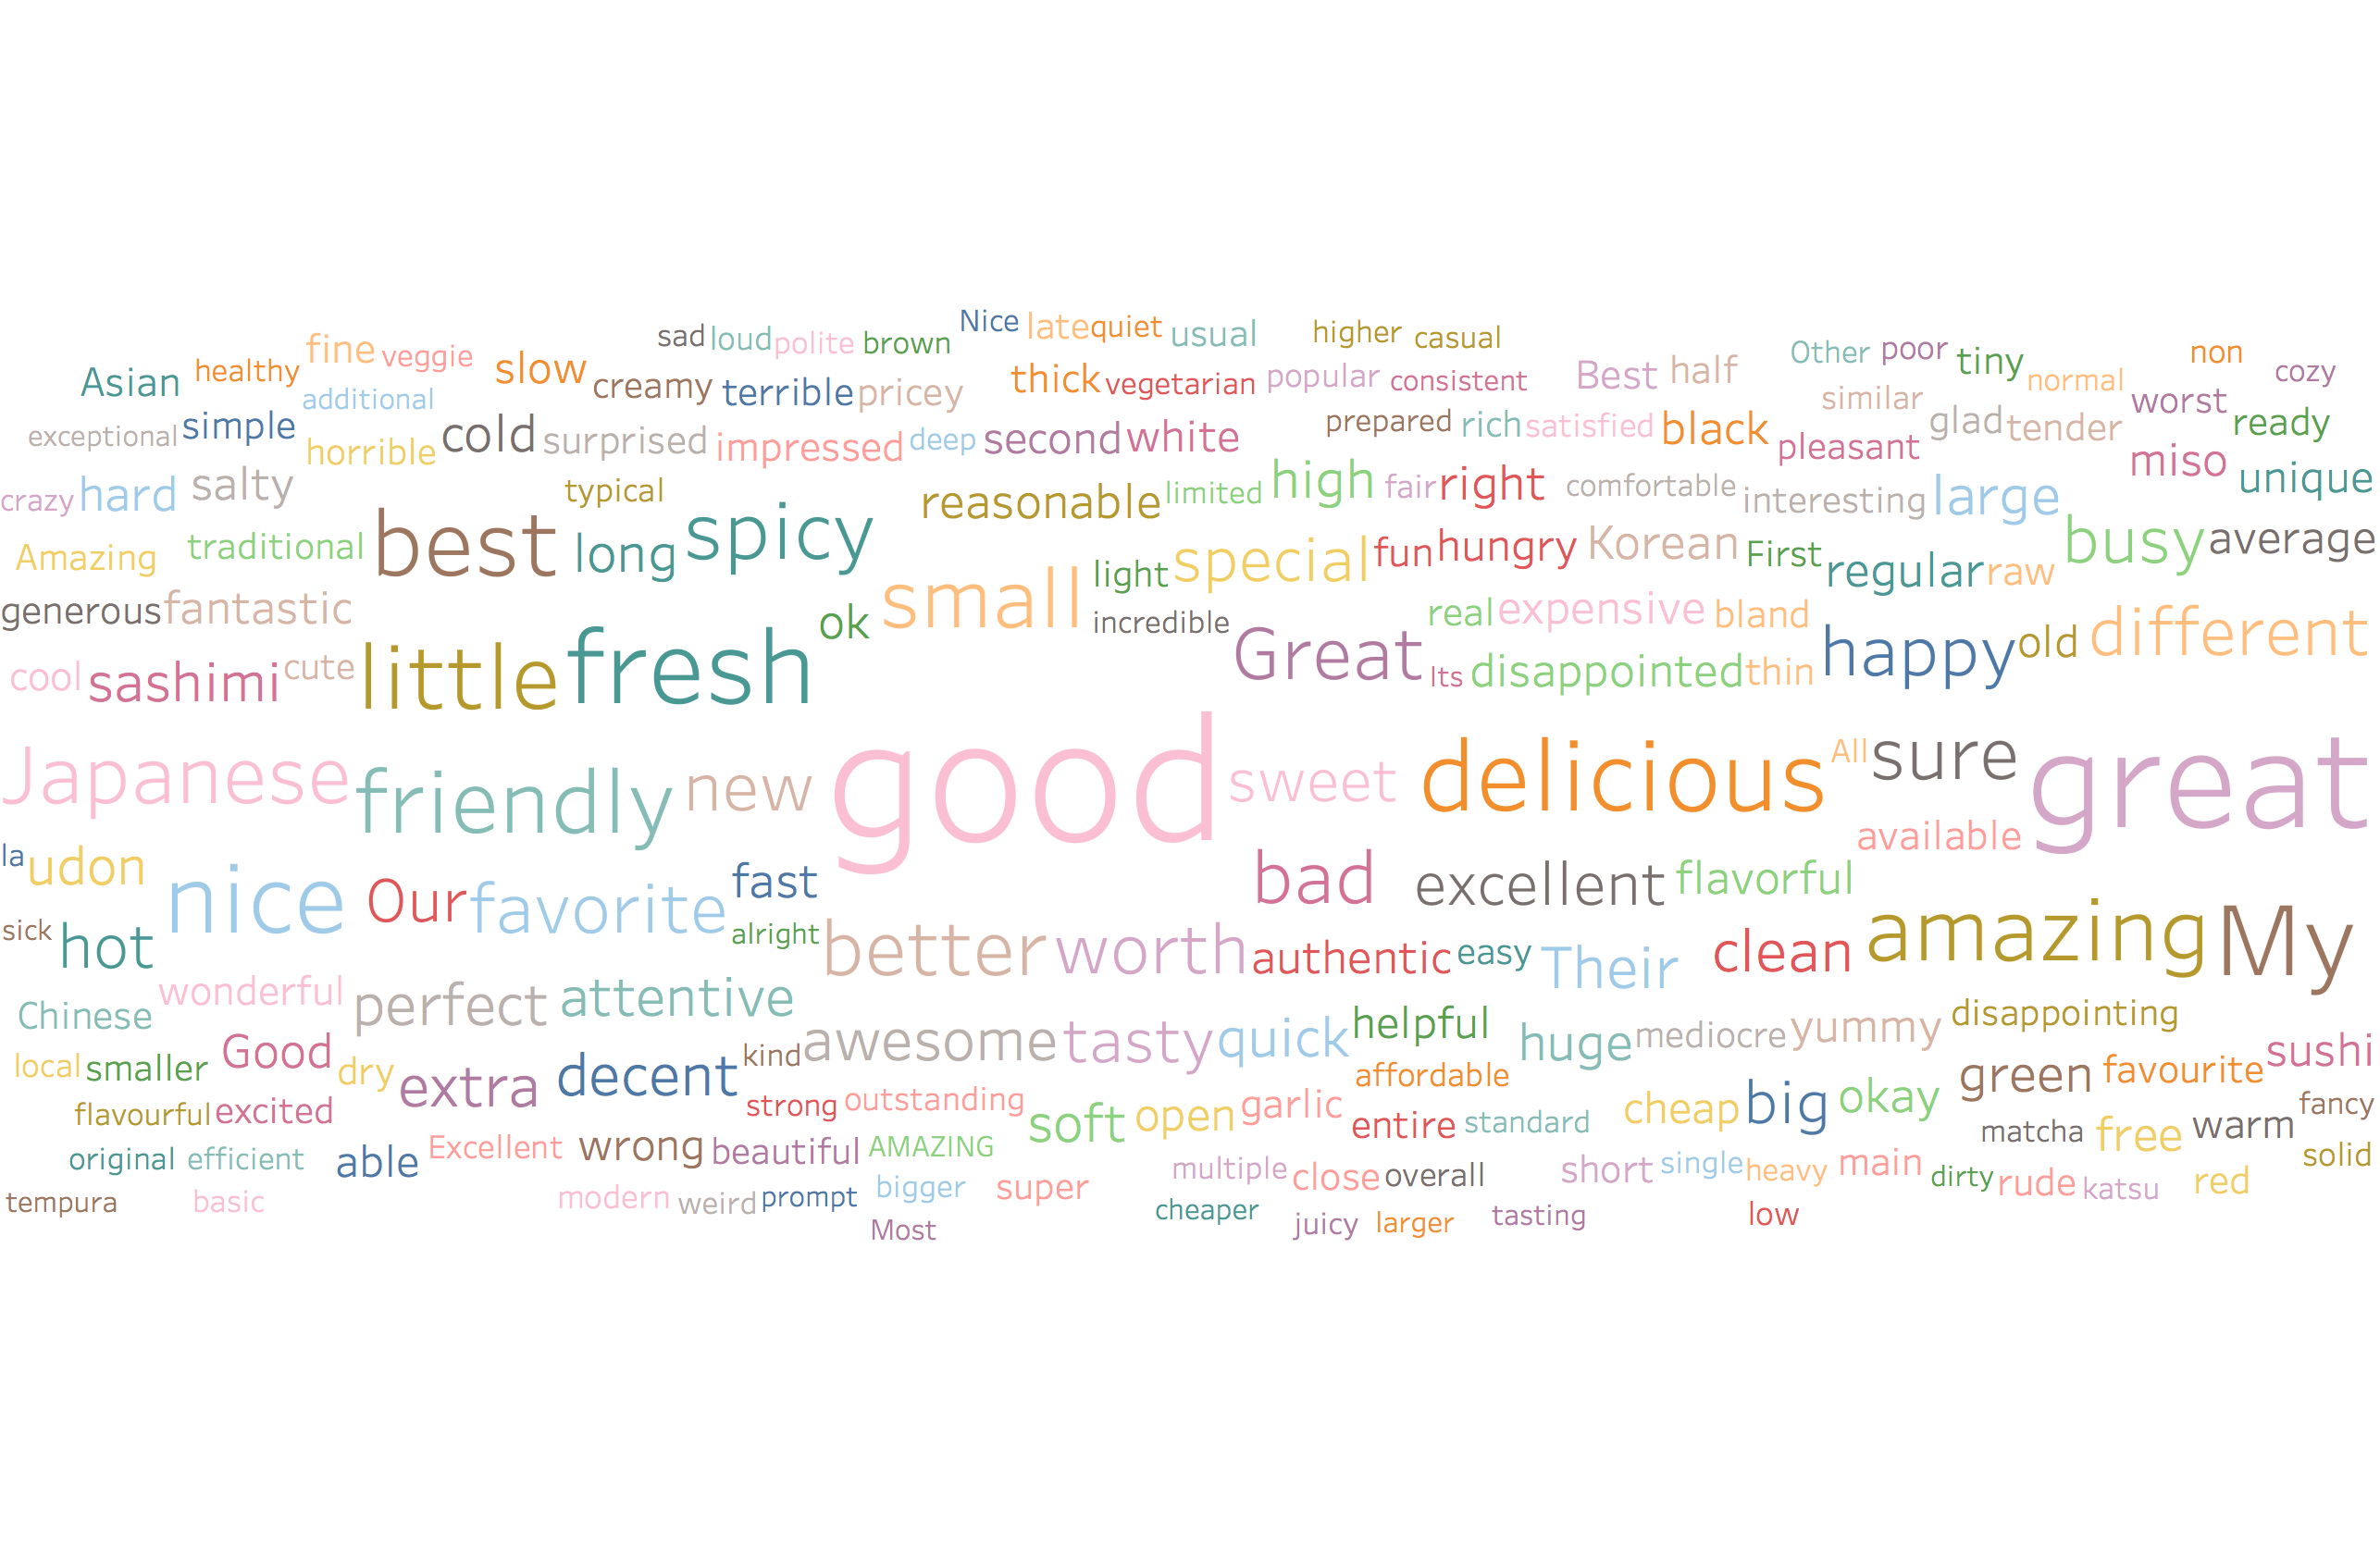 sad loud polite brown Nice late quiet usual higher casual
Asian healthy fine veggie slow creamy terrible pricey thick vegetarian popular consistent Best half Other poor tiny normal non cozy
exceptional simple additional horrible cold surprised impressed deep second white prepared rich satisfied black similar pleasant glad tender worst ready
crazy hard salty typical reasonable limited high fair right comfortable interesting large miso unique
Amazing traditional best long spicy light special fun hungry Korean First regular raw busy average
generous fantastic ok small incredible real expensive bland different
cool sashimi cute little fresh Great Its disappointed thin happy old
Japanese friendly new good sweet delicious All sure great
la udon fast bad excellent flavorful available
sick hot nice Our favorite alright better worth authentic easy Their clean amazing My
Chinese wonderful perfect attentive helpful disappointing
local smaller Good dry kind awesome tasty quick huge mediocre yummy sushi
flavourful excited extra decent strong outstanding soft open garlic affordable entire standard cheap big okay green favourite fancy
original efficient able Excellent wrong beautiful AMAZING matcha free warm solid
tempura basic modern weird prompt bigger super multiple close overall short single heavy main dirty rude katsu red
Most cheaper juicy larger tasting low